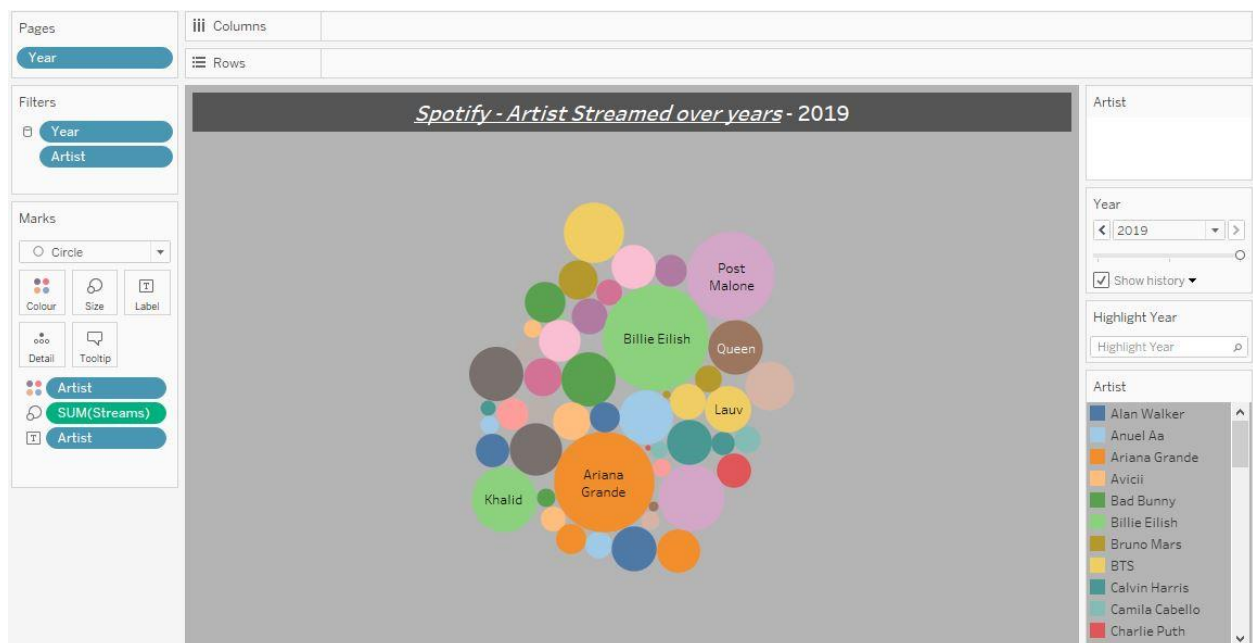 Pages
Year
Columns
Rows
Filters
Year
Artist
Marks
Circle
Colour
Size
Label
Detail
Tooltip
Artist
SUM(Streams)
Artist
Spotify - Artist Streamed over years - 2019
Post
Malone
Billie Eilish
Queen
Lauv
Ariana
Grande
Khalid
Artist
Year
2019
Show history
Highlight Year
Highlight Year
Artist
Alan Walker
Anuel Aa
Ariana Grande
Avicii
Bad Bunny
Billie Eilish
Bruno Mars
BTS
Calvin Harris
Camila Cabello
Charlie Puth